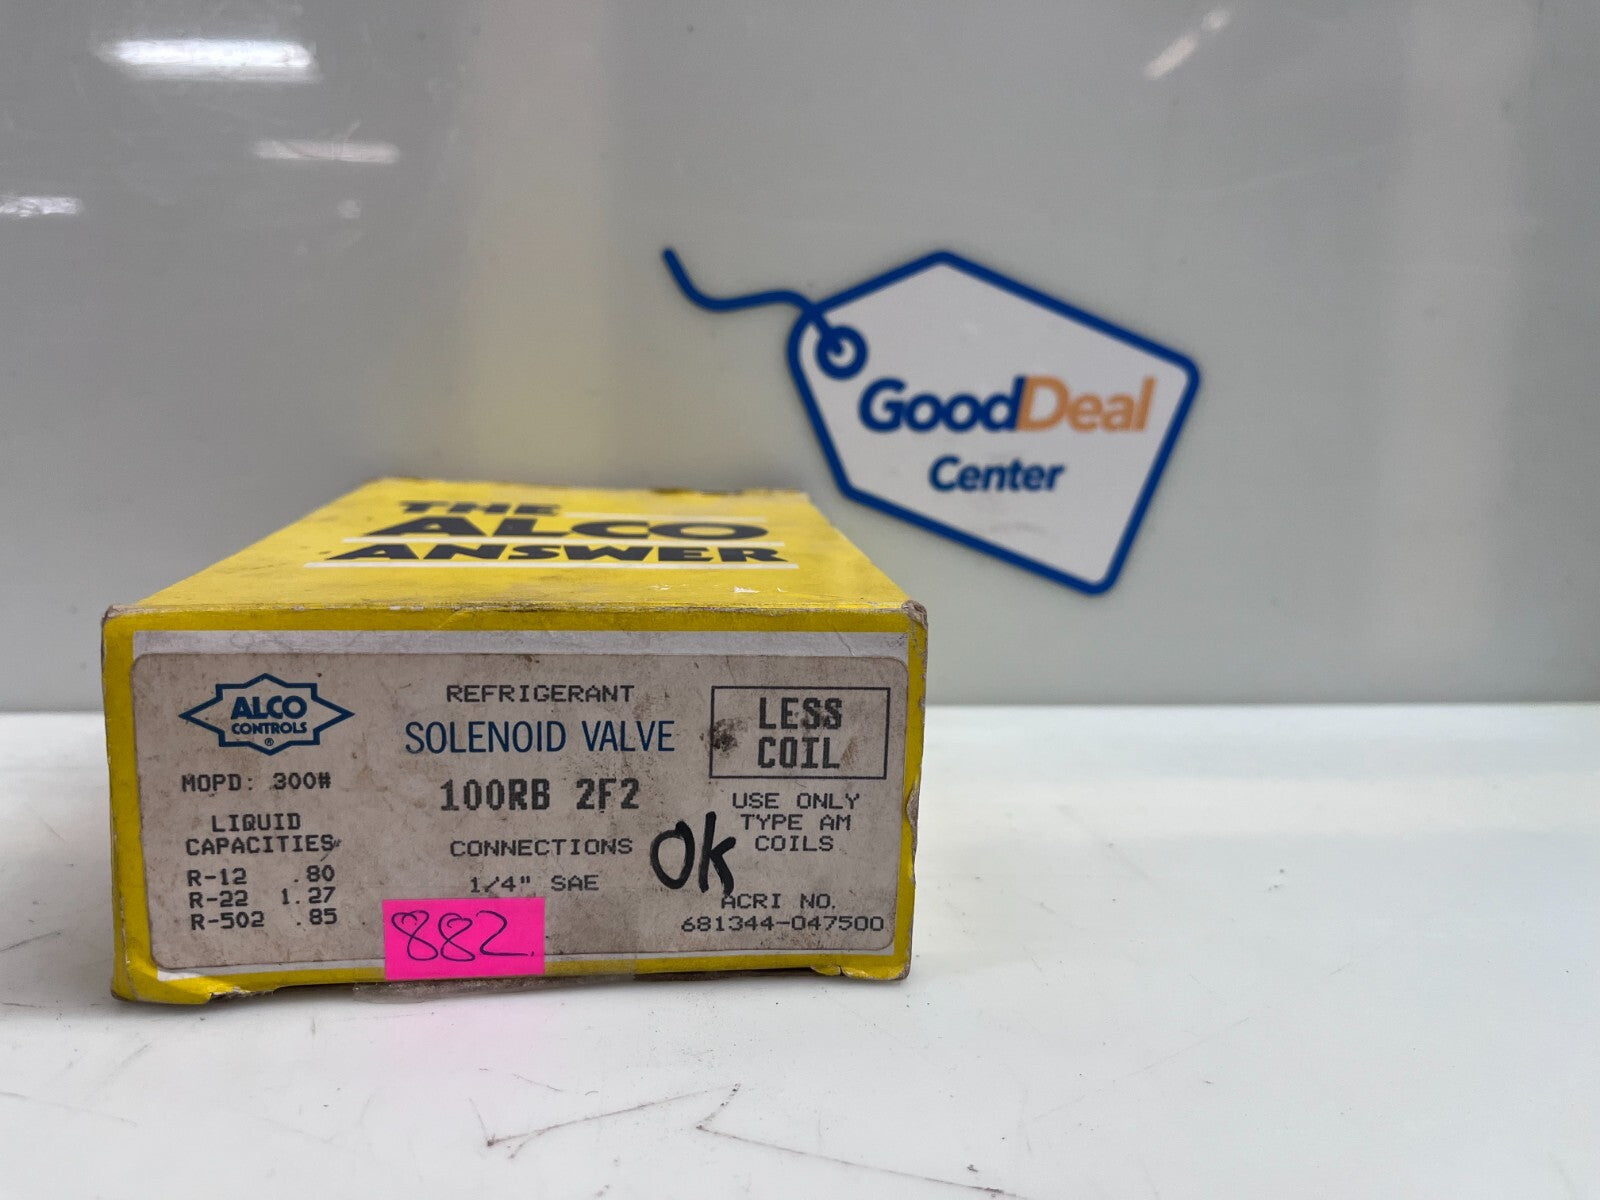 GoodDeal
Center
THE
ALCO
ANSWER
ALCO
CONTROLS
®
MOPD: 300#
LIQUID
CAPACITIES
R-12 .80
R-22 1.27
R-502 .85
REFRIGERANT
SOLENOID VALVE
100RB 2F2
CONNECTIONS
1/4" SAE
882
OK
LESS
COIL
USE ONLY
TYPE AM
COILS
ACRI NO.
681344-047500